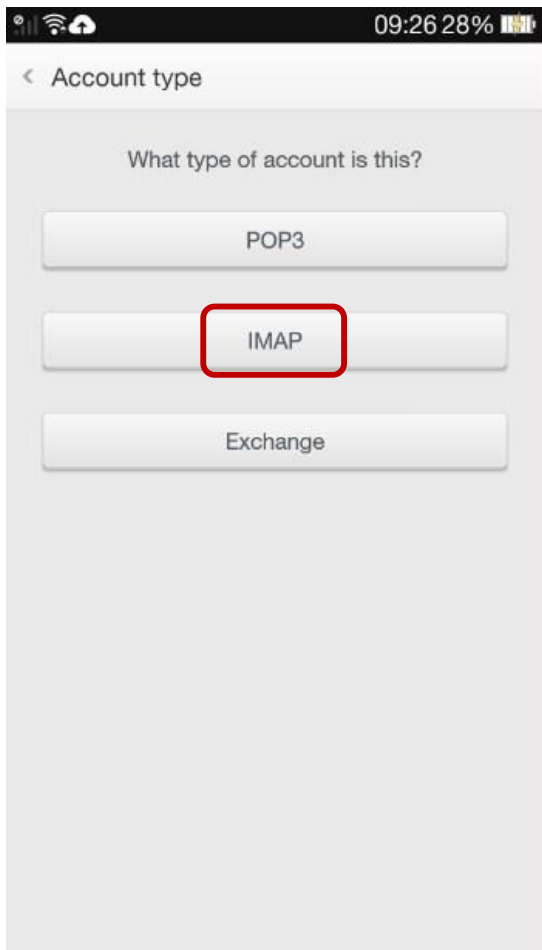 09:26 28%
Account type
What type of account is this?
POP3
IMAP
Exchange